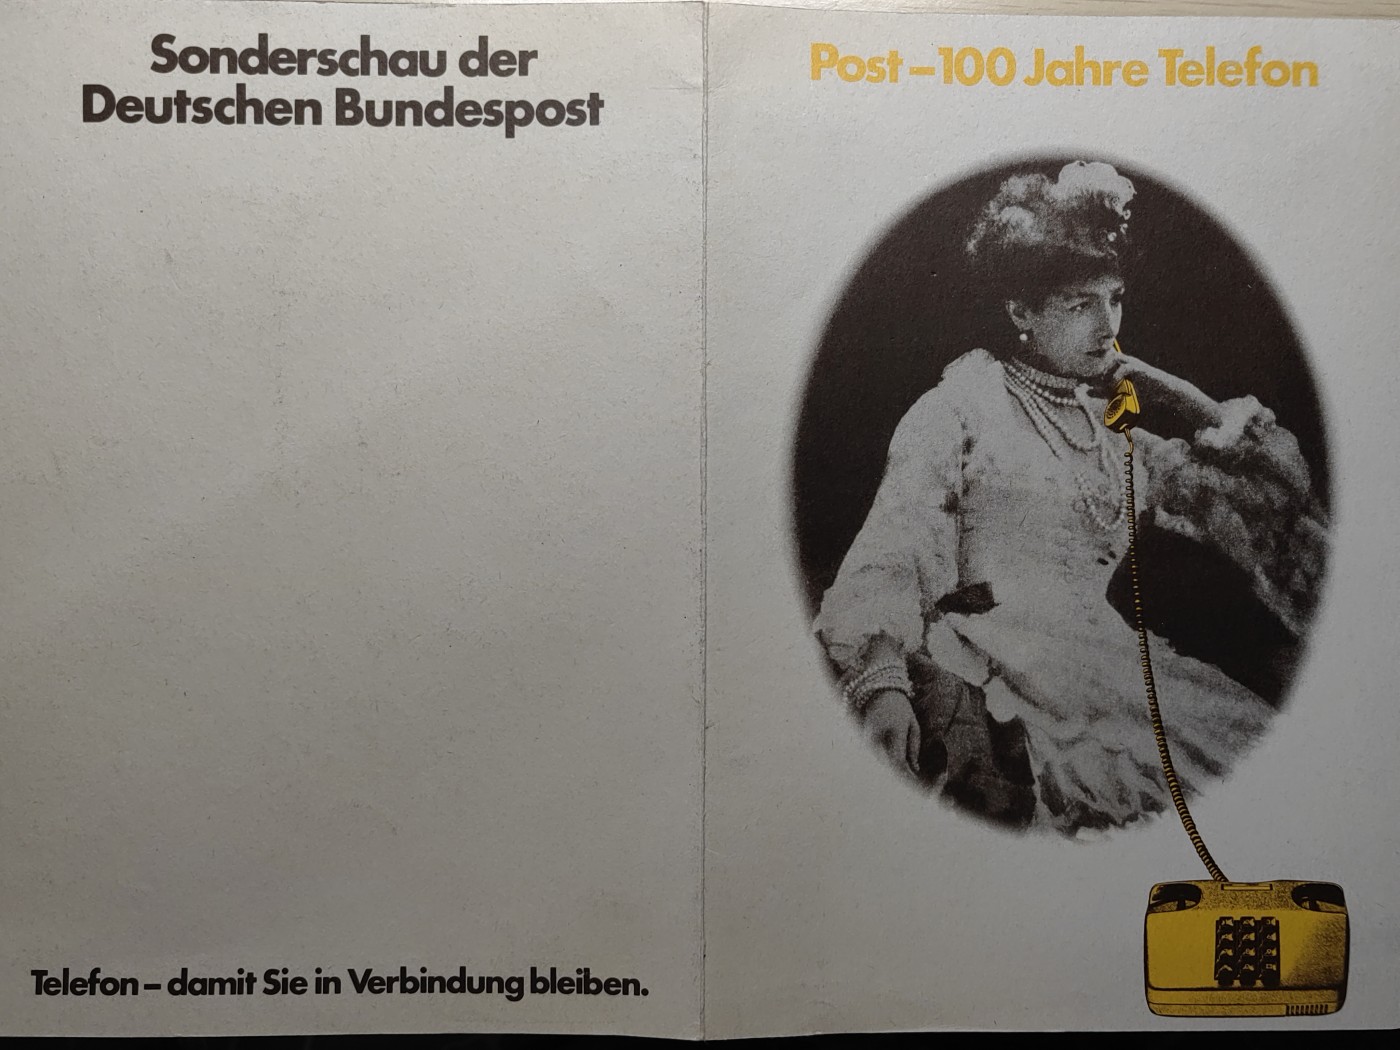 Sonderschau der
Deutschen Bundespost
Telefon – damit Sie in Verbindung bleiben.
Post – 100 Jahre Telefon